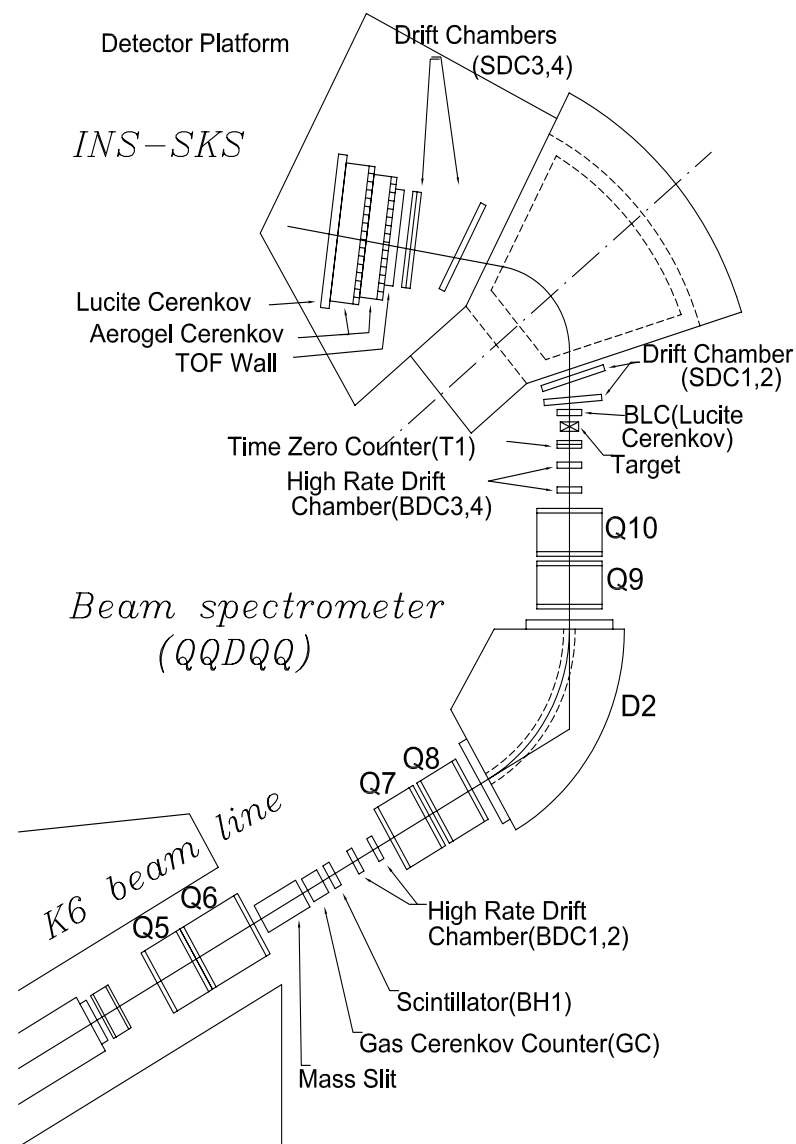 Detector Platform
Drift Chambers
(SDC3,4)
INS-SKS
Lucite Cerenkov
Aerogel Cerenkov
TOF Wall
Drift Chamber
(SDC1,2)
BLC(Lucite
Cerenkov)
Target
Time Zero Counter(T1)
High Rate Drift
Chamber(BDC3,4)
Q10
Q9
Beam spectrometer
(QQDQQ)
D2
Q8
Q7
K6 beam line
Q6
Q5
High Rate Drift
Chamber(BDC1,2)
Scintillator(BH1)
Gas Cerenkov Counter(GC)
Mass Slit